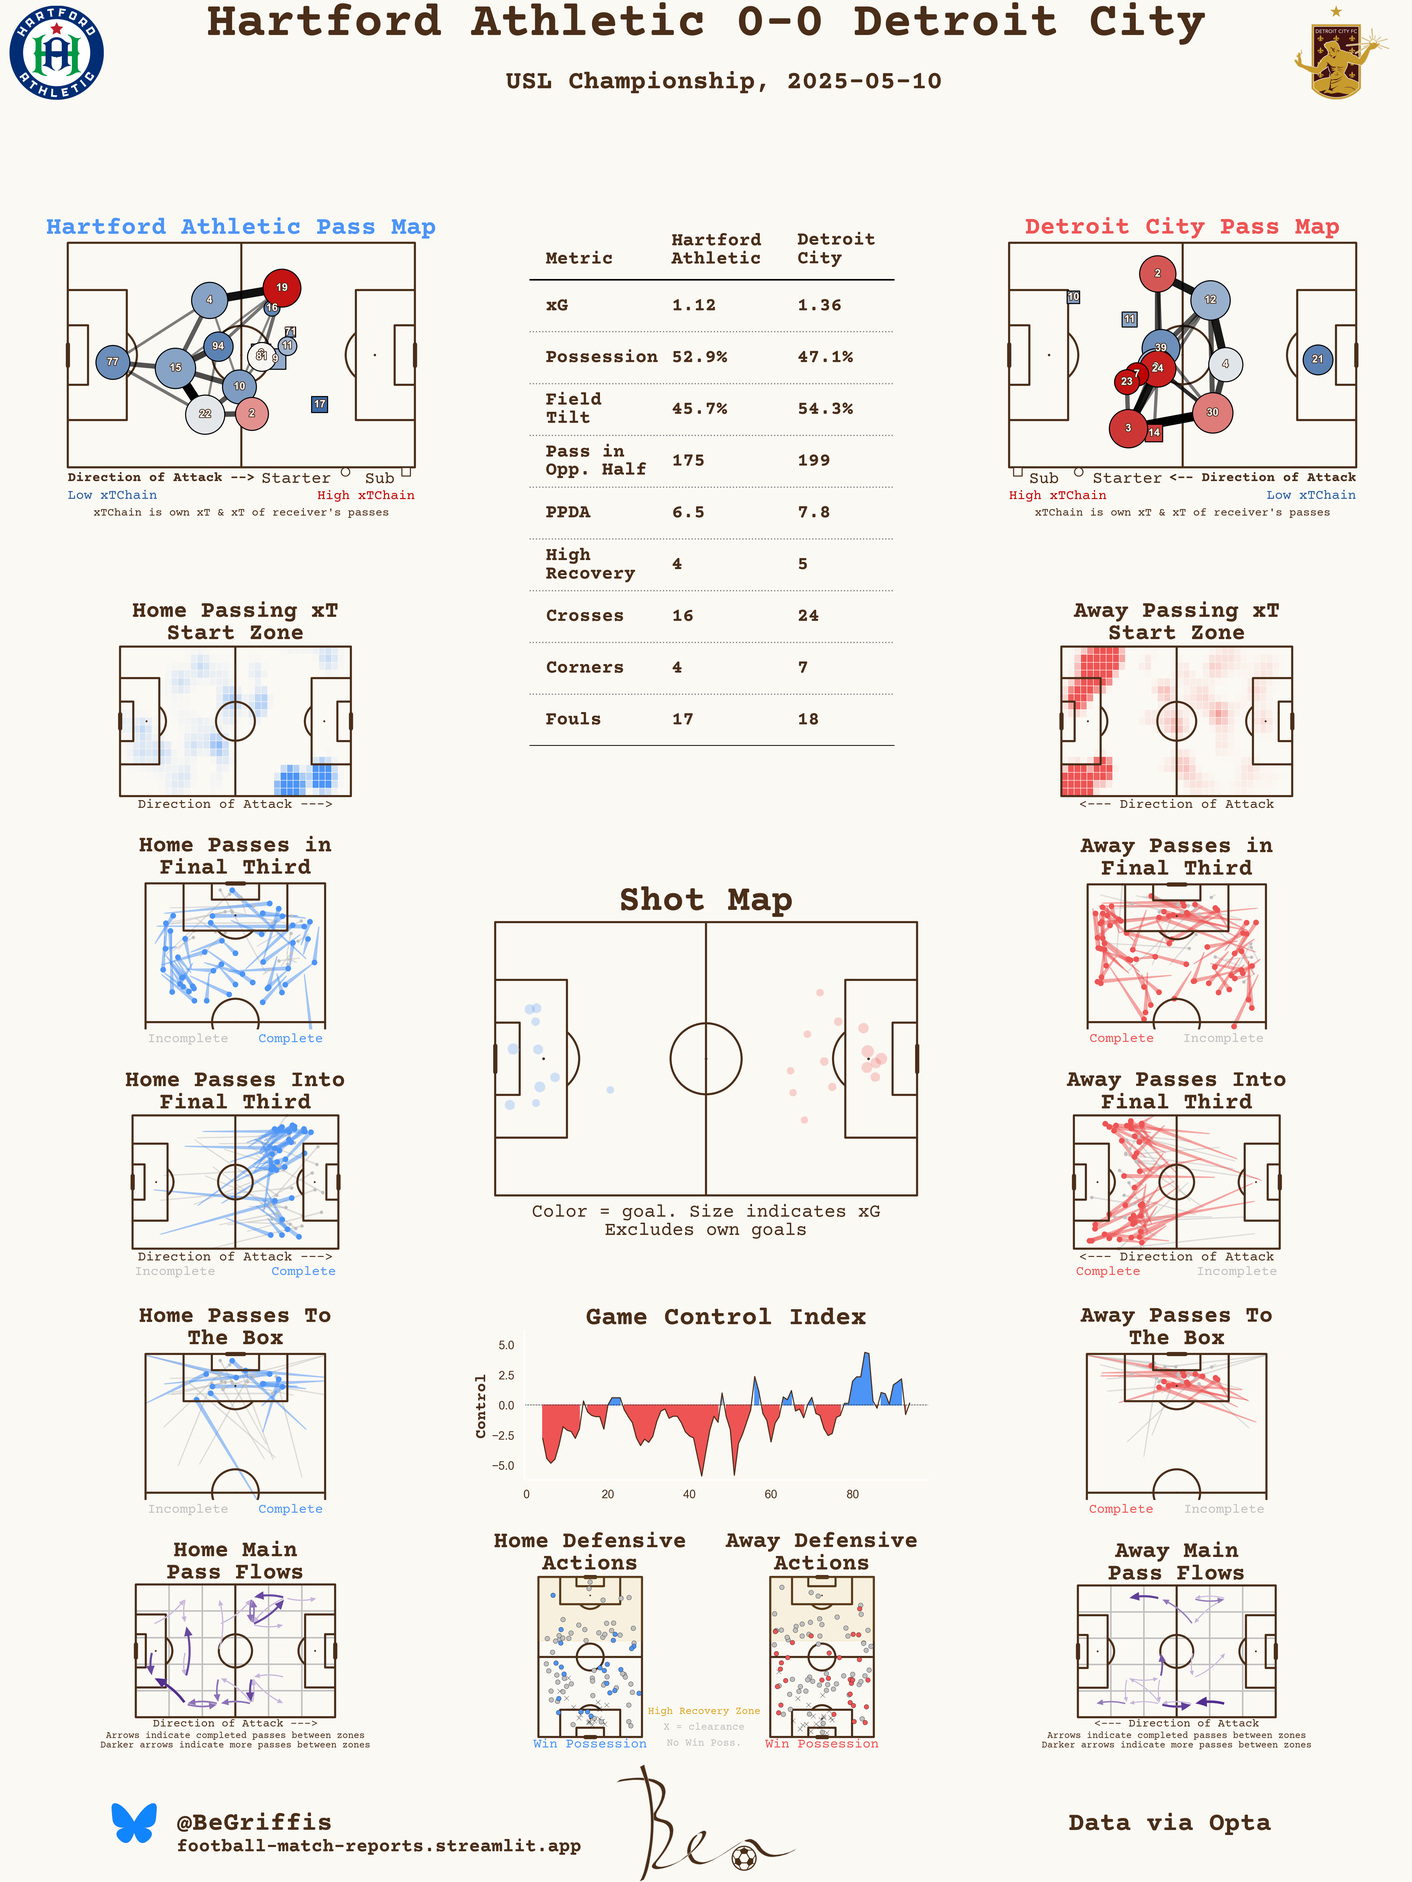 Hartford Athletic 0-0 Detroit City
USL Championship, 2025-05-10
HARTFORD
ATHLETIC
DETROIT CITY FC
Hartford Athletic Pass Map
4
19
16
71
11
94
81
9
77
15
10
22
2
17
Direction of Attack --> Starter Sub
Low xTChain High xTChain
xTChain is own xT & xT of receiver's passes
Metric Hartford Athletic Detroit City
xG 1.12 1.36
Possession 52.9% 47.1%
Field Tilt 45.7% 54.3%
Pass in Opp. Half 175 199
PPDA 6.5 7.8
High Recovery 4 5
Crosses 16 24
Corners 4 7
Fouls 17 18
Detroit City Pass Map
2
10
12
11
39
4
21
7
24
23
30
3
14
Sub Starter <-- Direction of Attack
High xTChain Low xTChain
xTChain is own xT & xT of receiver's passes
Home Passing xT
Start Zone
Direction of Attack --->
Away Passing xT
Start Zone
<--- Direction of Attack
Home Passes in
Final Third
Incomplete Complete
Shot Map
Color = goal. Size indicates xG
Excludes own goals
Away Passes in
Final Third
Complete Incomplete
Home Passes Into
Final Third
Direction of Attack --->
Incomplete Complete
Away Passes Into
Final Third
<--- Direction of Attack
Complete Incomplete
Home Passes To
The Box
Incomplete Complete
Game Control Index
Control
5.0
2.5
0.0
−2.5
−5.0
0 20 40 60 80
Away Passes To
The Box
Complete Incomplete
Home Main
Pass Flows
Direction of Attack --->
Arrows indicate completed passes between zones
Darker arrows indicate more passes between zones
Home Defensive
Actions
Win Possession
High Recovery Zone
X = clearance
No Win Poss.
Away Defensive
Actions
Win Possession
Away Main
Pass Flows
<--- Direction of Attack
Arrows indicate completed passes between zones
Darker arrows indicate more passes between zones
@BeGriffis
football-match-reports.streamlit.app
Ben
Data via Opta